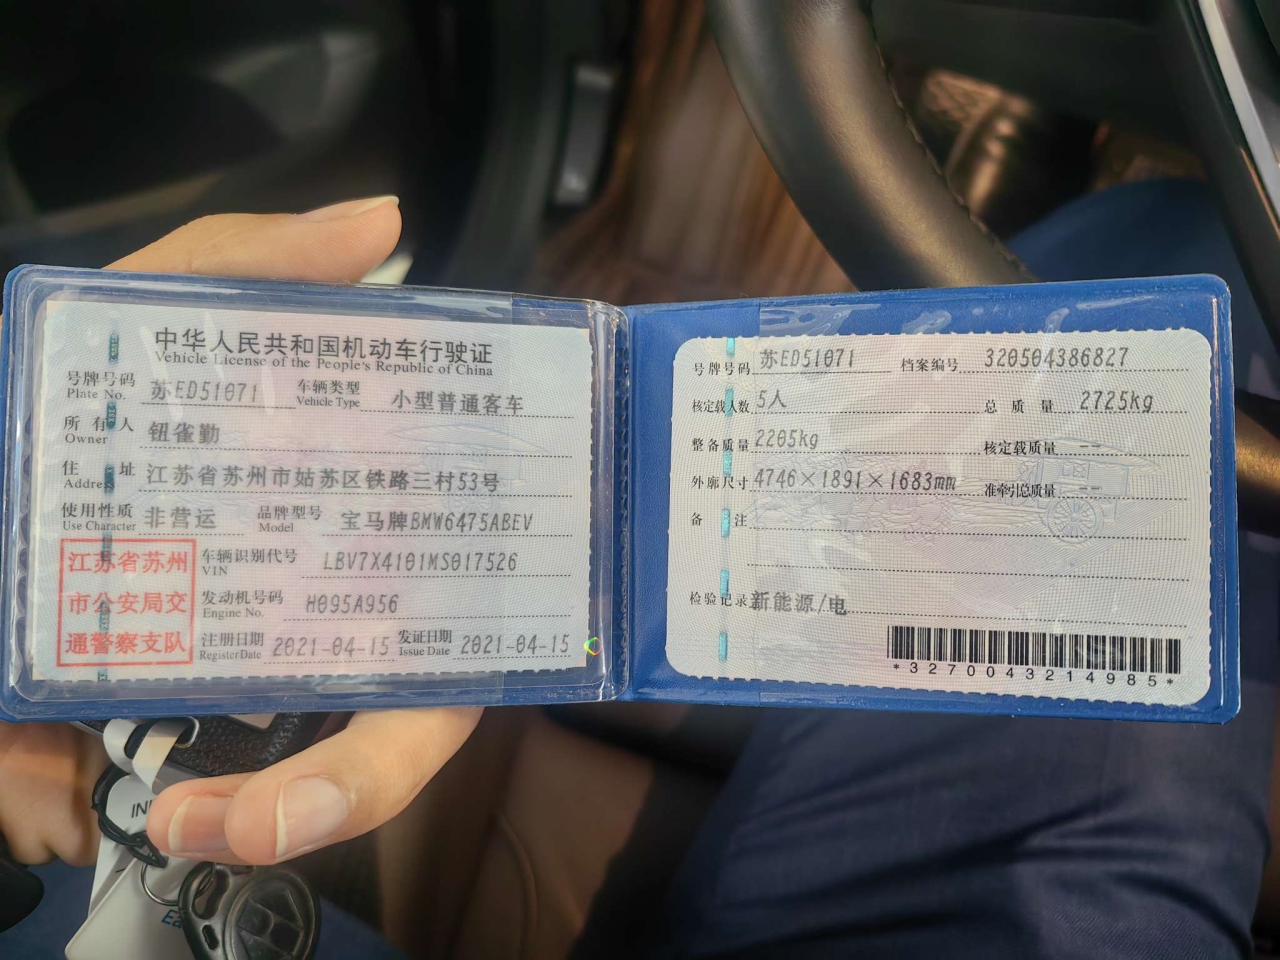 中华人民共和国机动车行驶证
Vehicle License of the People's Republic of China
号牌号码 苏ED51071 车辆类型 小型普通客车
Plate No. Vehicle Type
所有人 钮雀勤
Owner
住址 江苏省苏州市姑苏区铁路三村53号
Address
使用性质 非营运 品牌型号 宝马牌BMW6475ABEV
Use Character Model
江苏省苏州
市公安局交
通警察支队
车辆识别代号 LBV7X4101MS017526
VIN
发动机号码 H095A956
Engine No.
注册日期 2021-04-15 发证日期 2021-04-15
Register Date Issue Date
号牌号码 苏ED51071 档案编号 320504386827
核定载人数 5人 总质量 2725kg
整备质量 2205kg 核定载质量 --
外廓尺寸 4746×1891×1683mm 准牵引总质量 --
备注
检验记录 新能源/电
*3270043214985*